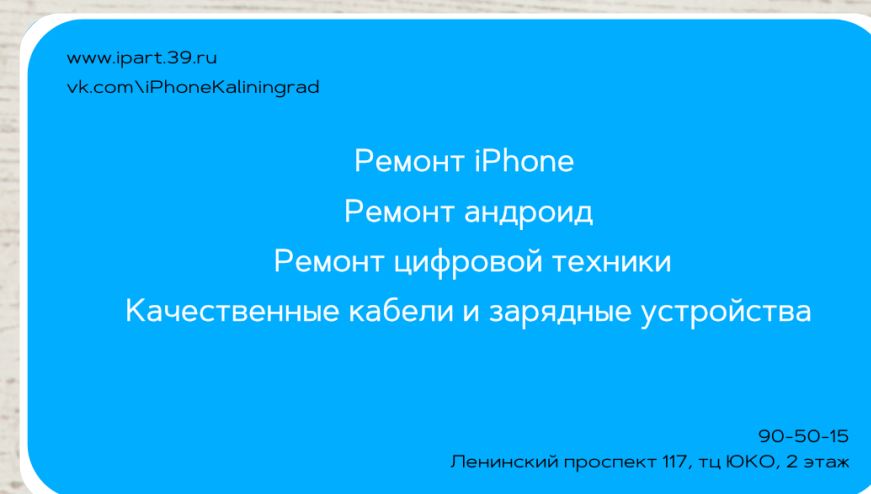 www.ipart.39.ru
vk.com\iPhoneKaliningrad
Ремонт iPhone
Ремонт андроид
Ремонт цифровой техники
Качественные кабели и зарядные устройства
90-50-15
Ленинский проспект 117, тц ЮКО, 2 этаж